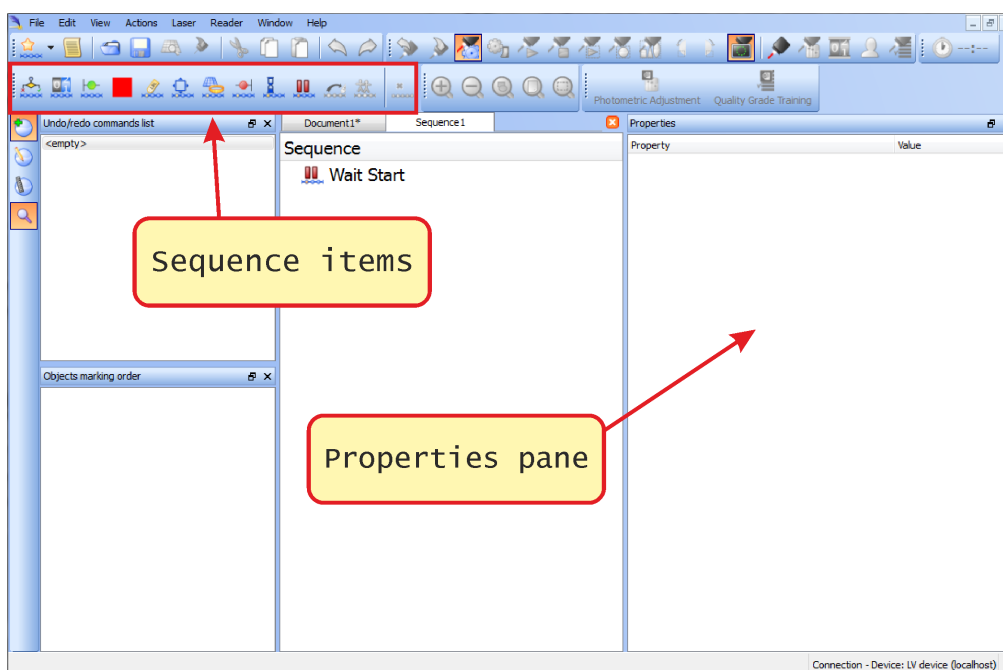 File Edit View Actions Laser Reader Window Help
--:--
Photometric Adjustment Quality Grade Training
Undo/redo commands list
Document1* Sequence1
Properties
<empty>
Sequence
Property Value
Wait Start
Sequence items
Objects marking order
Properties pane
Connection - Device: LV device (localhost)